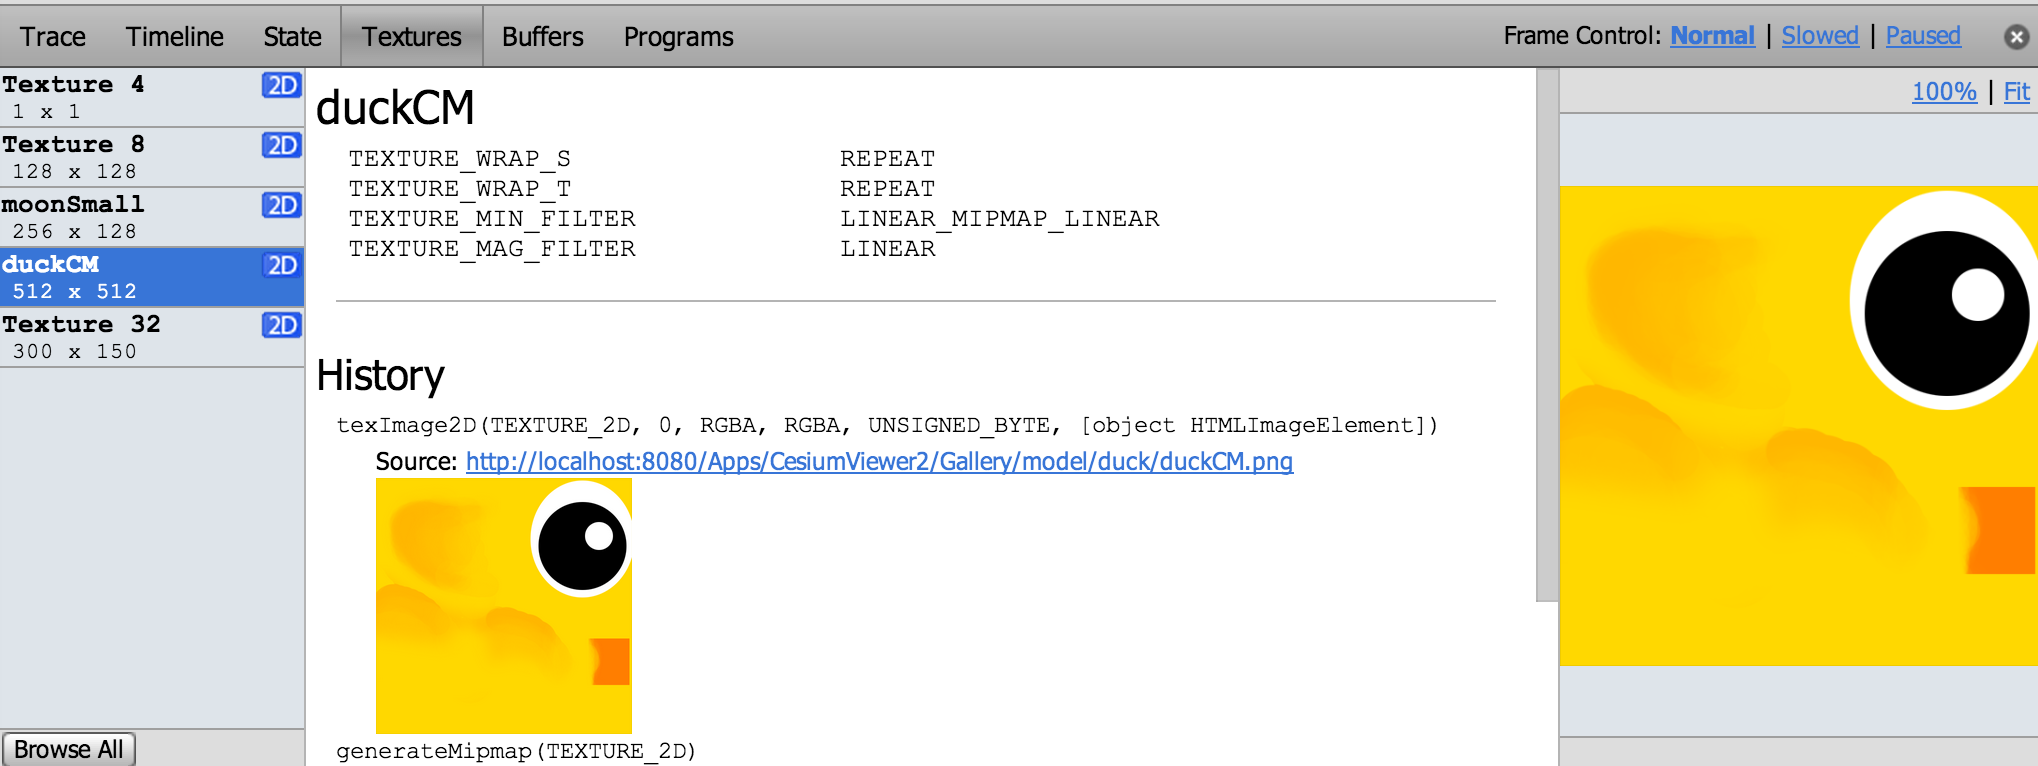 Trace Timeline State Textures Buffers Programs Frame Control: Normal | Slowed | Paused
Texture 4 2D
1 x 1
Texture 8 2D
128 x 128
moonSmall 2D
256 x 128
duckCM 2D
512 x 512
Texture 32 2D
300 x 150
Browse All
duckCM
TEXTURE_WRAP_S REPEAT
TEXTURE_WRAP_T REPEAT
TEXTURE_MIN_FILTER LINEAR_MIPMAP_LINEAR
TEXTURE_MAG_FILTER LINEAR
History
texImage2D(TEXTURE_2D, 0, RGBA, RGBA, UNSIGNED_BYTE, [object HTMLImageElement])
Source: http://localhost:8080/Apps/CesiumViewer2/Gallery/model/duck/duckCM.png
generateMipmap(TEXTURE_2D)
100% | Fit